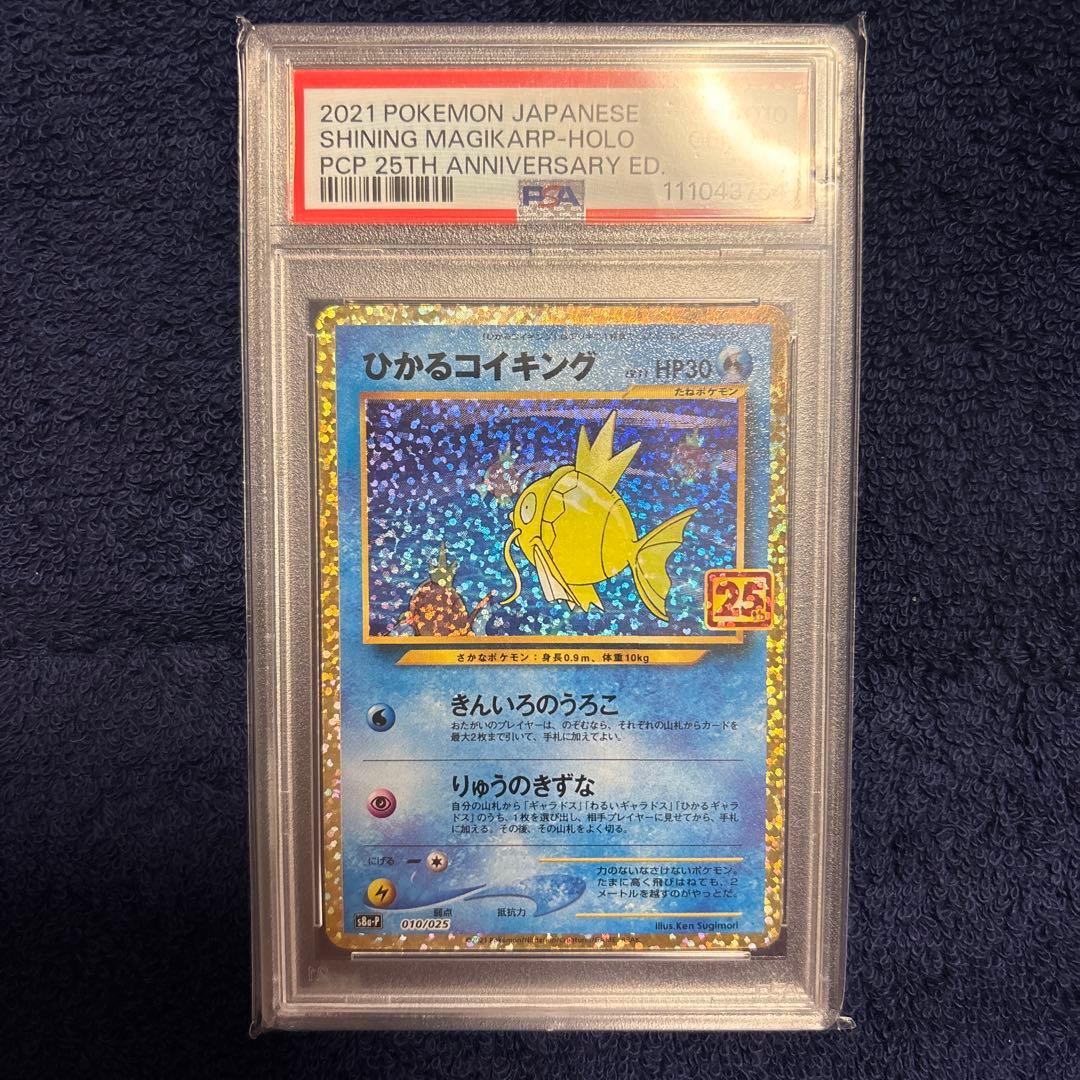 2021 POKEMON JAPANESE
SHINING MAGIKARP-HOLO
PCP 25TH ANNIVERSARY ED.
PSA
ひかるコイキング
HP30
たねポケモン
25
さかなポケモン：身長0.9m、体重10kg
きんいろのうろこ
おたがいのプレイヤーは、のぞむなら、それぞれの山札からカードを
最大2枚まで引いて、手札に加えてよい。
りゅうのきずな
自分の山札から「ギャラドス」「わるいギャラドス」「ひかるギャラ
ドス」のうち、1枚を選び出し、相手プレイヤーに見せてから、手札
に加える。その後、その山札をよく切る。
にげる
力のないなさけないポケモン。
たまに高く飛びはねても、2
メートルを越すのがやっとだ。
弱点
抵抗力
s8a-P
010/025
Illus.Ken Sugimori